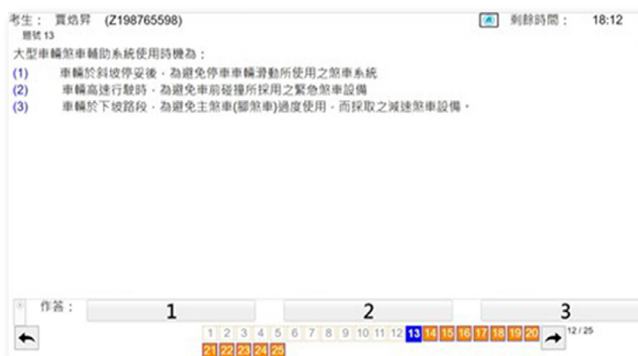 考生： 賈焙昇 (Z198765598) 剩餘時間： 18:12
題號 13
大型車輛煞車輔助系統使用時機為：
(1) 車輛於斜坡停妥後，為避免停車車輛滑動所使用之煞車系統
(2) 車輛高速行駛時，為避免車前碰撞所採用之緊急煞車設備
(3) 車輛於下坡路段，為避免主煞車(腳煞車)過度使用，而採取之減速煞車設備。
作答： 1 2 3
1 2 3 4 5 6 7 8 9 10 11 12 13 14 15 16 17 18 19 20 12 / 25
21 22 23 24 25